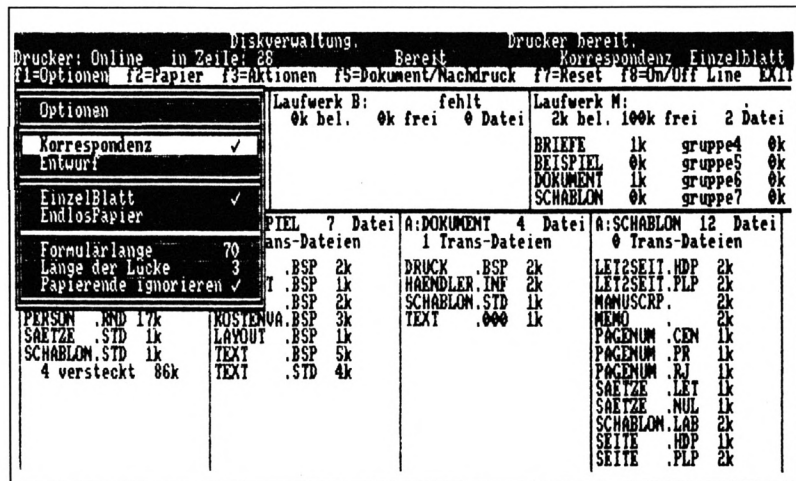 Diskverwaltung. Drucker bereit.
Drucker: Online in Zeile: 28 Bereit Korrespondenz Einzelblatt
f1=Optionen f2=Papier f3=Aktionen f5=Dokument/Nachdruck f7=Reset f8=On/Off Line EXIT
Optionen
Korrespondenz ✓
Entwurf
EinzelBlatt ✓
EndlosPapier
Formularlänge 70
Länge der Lücke 3
Papierende ignorieren ✓
PERSON .RND 17k
SAETZE .STD 1k
SCHABLON.STD 1k
4 versteckt 86k
Laufwerk B: fehlt
0k bel. 0k frei 0 Datei
Laufwerk M: .
2k bel. 100k frei 2 Datei
BRIEFE 1k gruppe4 0k
BEISPIEL 0k gruppe5 0k
DOKUMENT 1k gruppe6 0k
SCHABLON 0k gruppe7 0k
PIEL 7 Datei
ans-Dateien
.BSP 2k
T .BSP 1k
.BSP 2k
KOSTENVA.BSP 3k
LAYOUT .BSP 1k
TEXT .BSP 5k
TEXT .STD 4k
A:DOKUMENT 4 Datei
1 Trans-Dateien
DRUCK .BSP 2k
HAENDLER.INF 2k
SCHABLON.STD 1k
TEXT .000 1k
A:SCHABLON 12 Datei
0 Trans-Dateien
LET2SEIT.HDP 2k
LET2SEIT.PLP 2k
MANUSCRP. 2k
MEMO . 2k
PAGENUM .CEN 1k
PAGENUM .PR 1k
PAGENUM .RJ 1k
SAETZE .LET 1k
SAETZE .NUL 1k
SCHABLON.LAB 2k
SEITE .HDP 1k
SEITE .PLP 2k